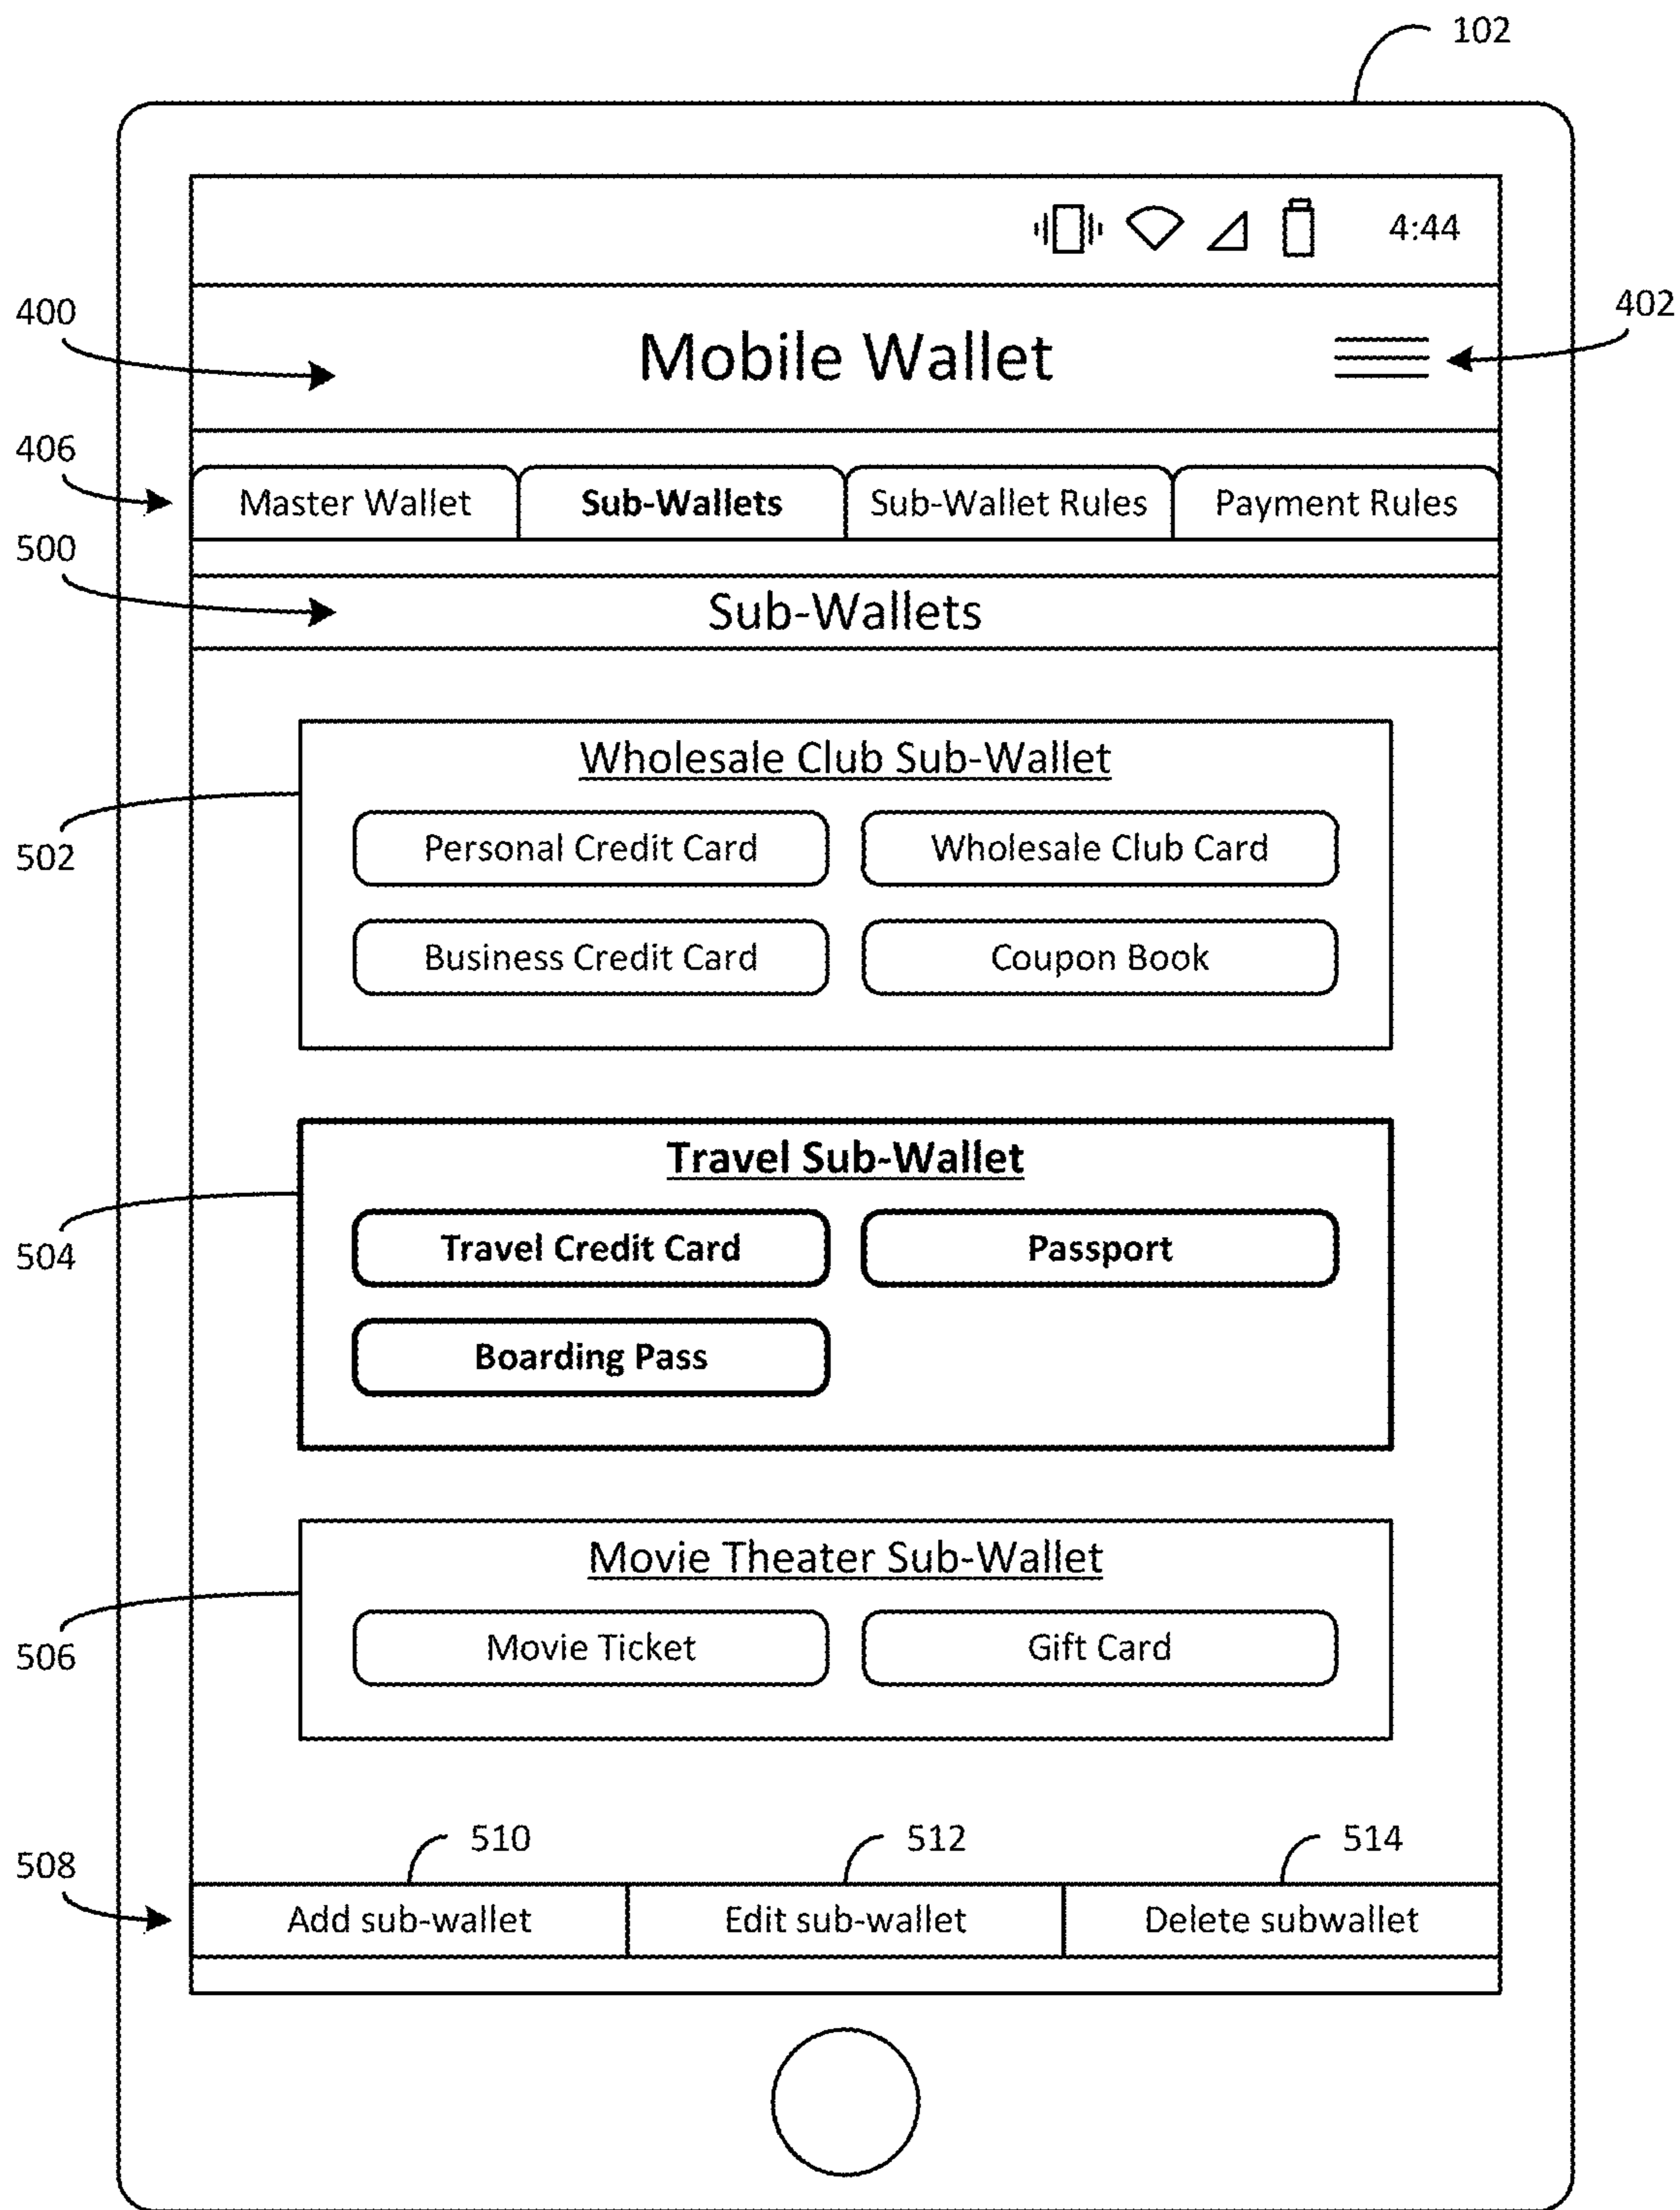 102
4:44
400
Mobile Wallet
402
406
Master Wallet
Sub-Wallets
Sub-Wallet Rules
Payment Rules
500
Sub-Wallets
Wholesale Club Sub-Wallet
502
Personal Credit Card
Wholesale Club Card
Business Credit Card
Coupon Book
Travel Sub-Wallet
504
Travel Credit Card
Passport
Boarding Pass
Movie Theater Sub-Wallet
506
Movie Ticket
Gift Card
510
512
514
508
Add sub-wallet
Edit sub-wallet
Delete subwallet